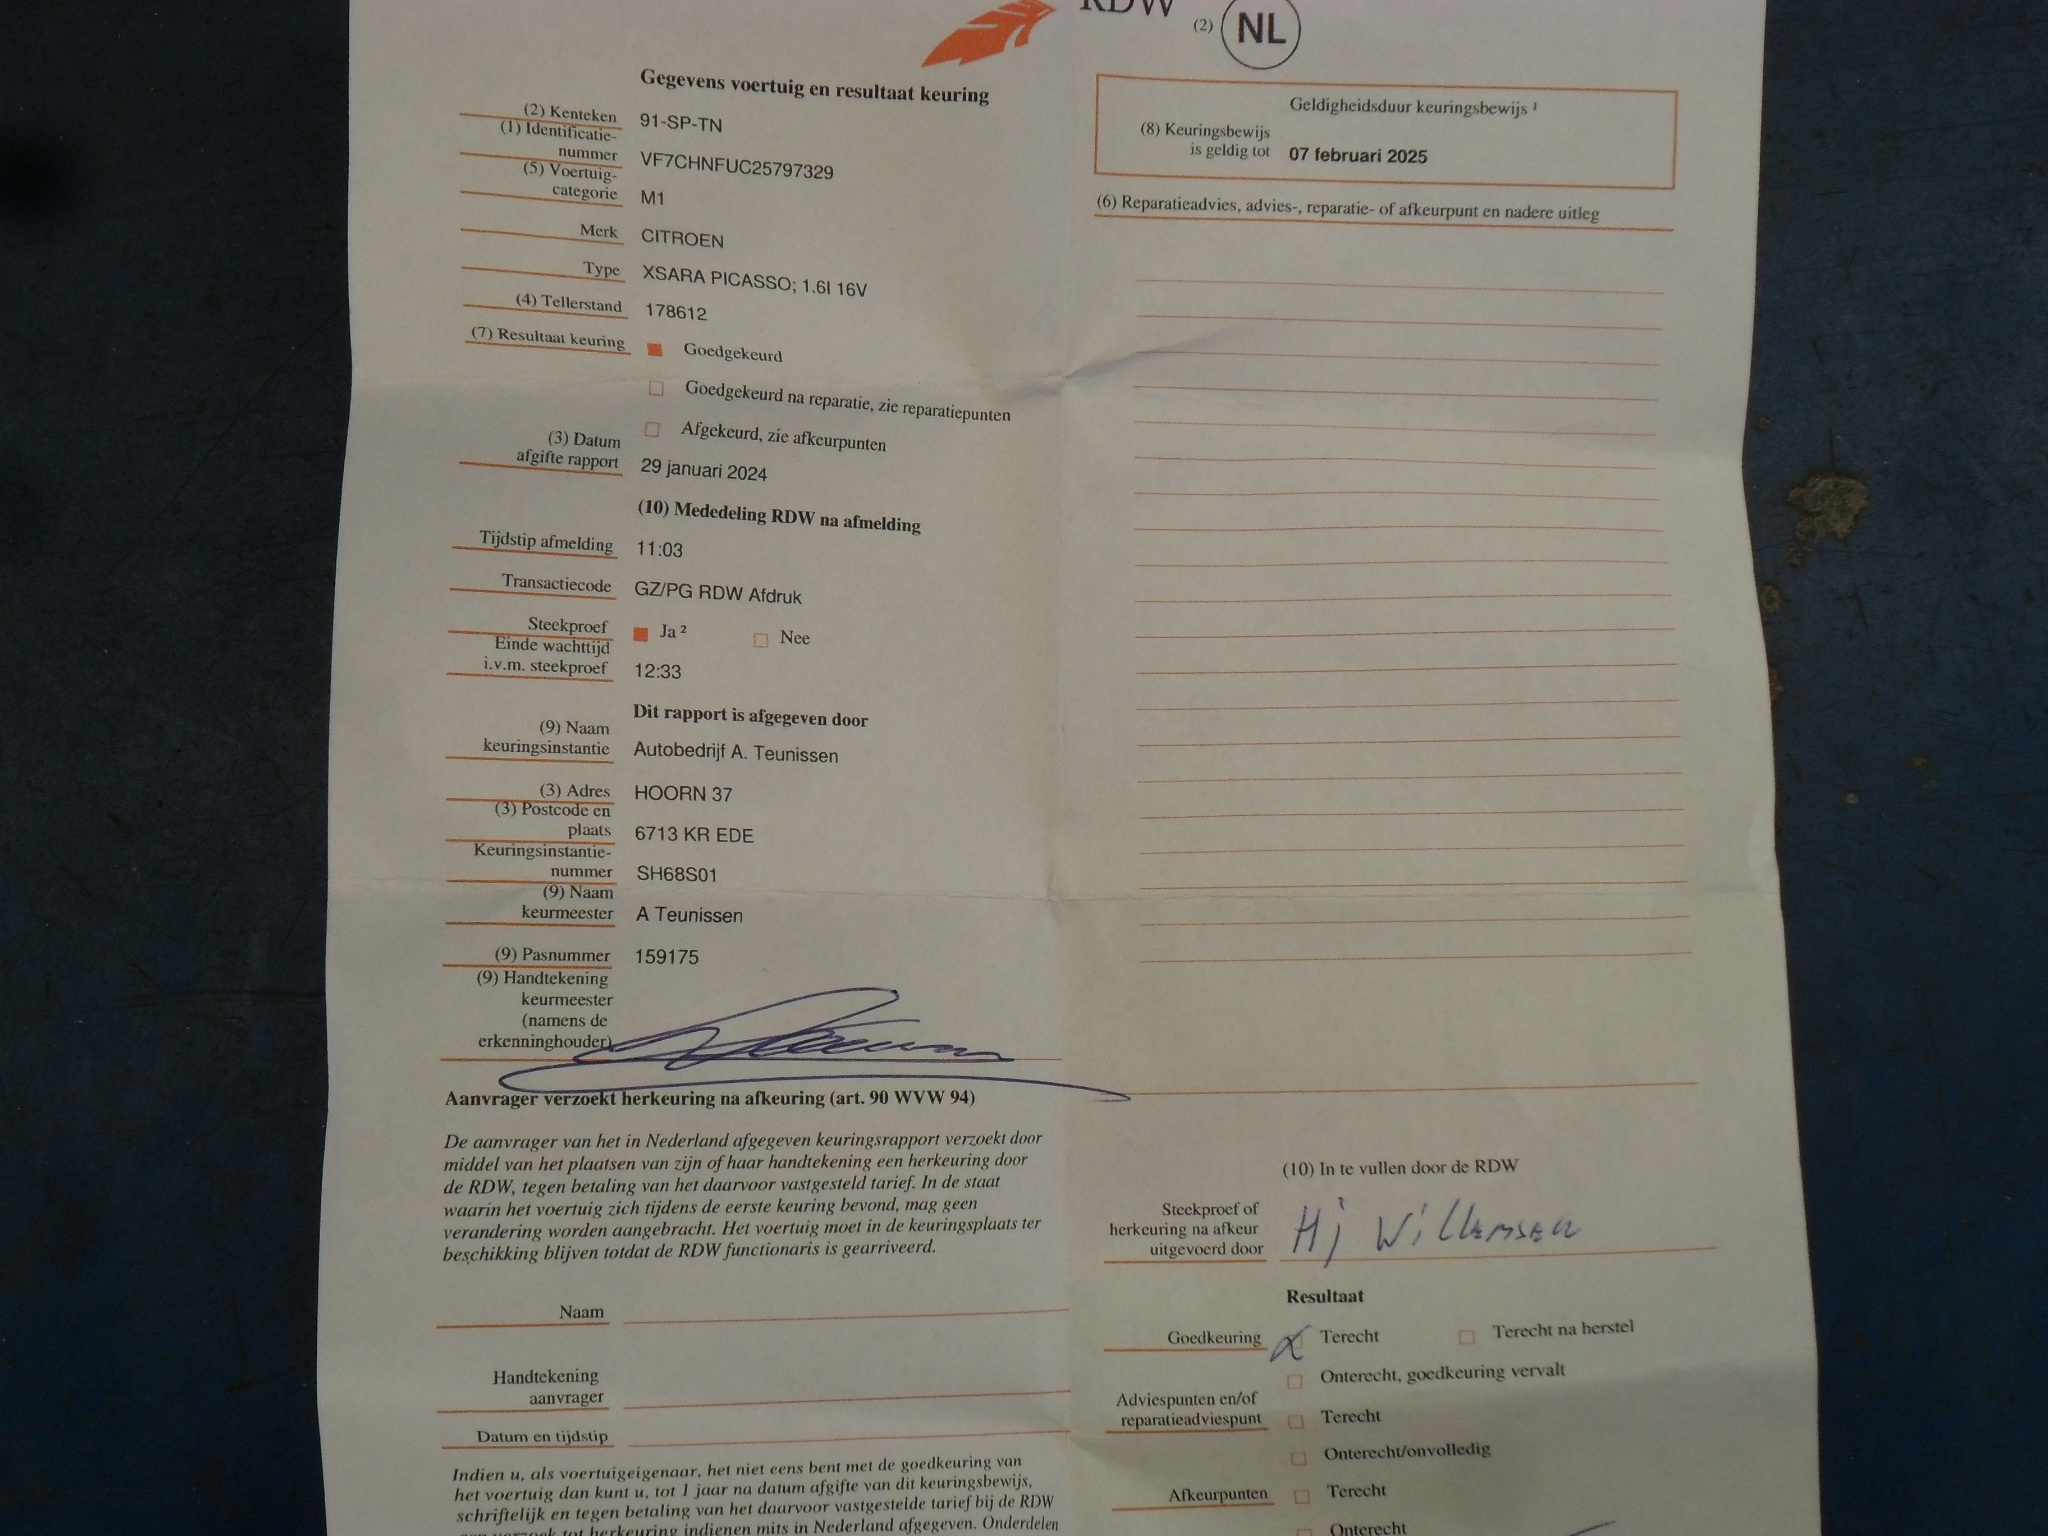 RDW (2) NL
Gegevens voertuig en resultaat keuring
(2) Kenteken 91-SP-TN
(1) Identificatie-
nummer VF7CHNFUC25797329
(5) Voertuig-
categorie M1
Merk CITROEN
Type XSARA PICASSO; 1.6I 16V
(4) Tellerstand 178612
(7) Resultaat keuring Goedgekeurd
Goedgekeurd na reparatie, zie reparatiepunten
Afgekeurd, zie afkeurpunten
(3) Datum
afgifte rapport 29 januari 2024
(10) Mededeling RDW na afmelding
Tijdstip afmelding 11:03
Transactiecode GZ/PG RDW Afdruk
Steekproef Ja ² Nee
Einde wachttijd
i.v.m. steekproef 12:33
Dit rapport is afgegeven door
(9) Naam
keuringsinstantie Autobedrijf A. Teunissen
(3) Adres HOORN 37
(3) Postcode en
plaats 6713 KR EDE
Keuringsinstantie-
nummer SH68S01
(9) Naam
keurmeester A Teunissen
(9) Pasnummer 159175
(9) Handtekening
keurmeester
(namens de
erkenninghouder)
Aanvrager verzoekt herkeuring na afkeuring (art. 90 WVW 94)
De aanvrager van het in Nederland afgegeven keuringsrapport verzoekt door
middel van het plaatsen van zijn of haar handtekening een herkeuring door
de RDW, tegen betaling van het daarvoor vastgesteld tarief. In de staat
waarin het voertuig zich tijdens de eerste keuring bevond, mag geen
verandering worden aangebracht. Het voertuig moet in de keuringsplaats ter
beschikking blijven totdat de RDW functionaris is gearriveerd.
Naam
Handtekening
aanvrager
Datum en tijdstip
Indien u, als voertuigeigenaar, het niet eens bent met de goedkeuring van
het voertuig dan kunt u, tot 1 jaar na datum afgifte van dit keuringsbewijs,
schriftelijk en tegen betaling van het daarvoor vastgestelde tarief bij de RDW
een verzoek tot herkeuring indienen mits in Nederland afgegeven. Onderdelen
Geldigheidsduur keuringsbewijs ¹
(8) Keuringsbewijs
is geldig tot 07 februari 2025
(6) Reparatieadvies, advies-, reparatie- of afkeurpunt en nadere uitleg
(10) In te vullen door de RDW
Steekproef of
herkeuring na afkeur
uitgevoerd door Hj Willemsen
Resultaat
Goedkeuring Terecht Terecht na herstel
Onterecht, goedkeuring vervalt
Adviespunten en/of
reparatieadviespunt Terecht
Onterecht/onvolledig
Afkeurpunten Terecht
Onterecht